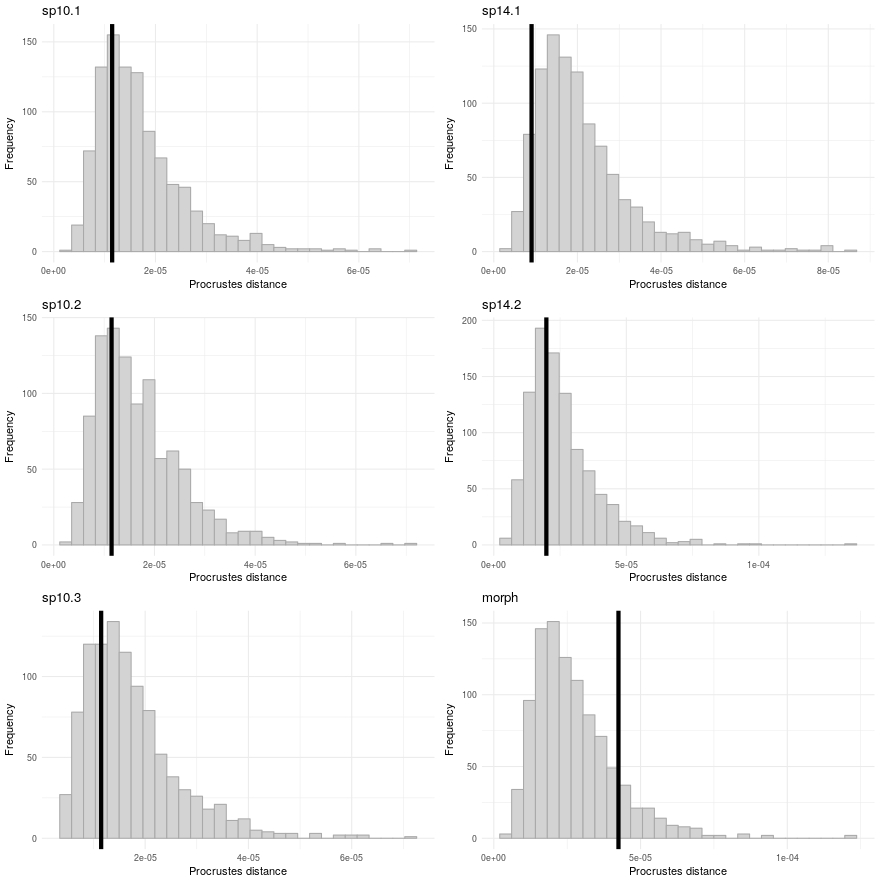 sp10.1
Frequency
150
100
50
0
0e+00 2e-05 4e-05 6e-05
Procrustes distance
sp14.1
Frequency
150
100
50
0
0e+00 2e-05 4e-05 6e-05 8e-05
Procrustes distance
sp10.2
Frequency
150
100
50
0
0e+00 2e-05 4e-05 6e-05
Procrustes distance
sp14.2
Frequency
200
150
100
50
0
0e+00 5e-05 1e-04
Procrustes distance
sp10.3
Frequency
100
50
0
2e-05 4e-05 6e-05
Procrustes distance
morph
Frequency
150
100
50
0
0e+00 5e-05 1e-04
Procrustes distance